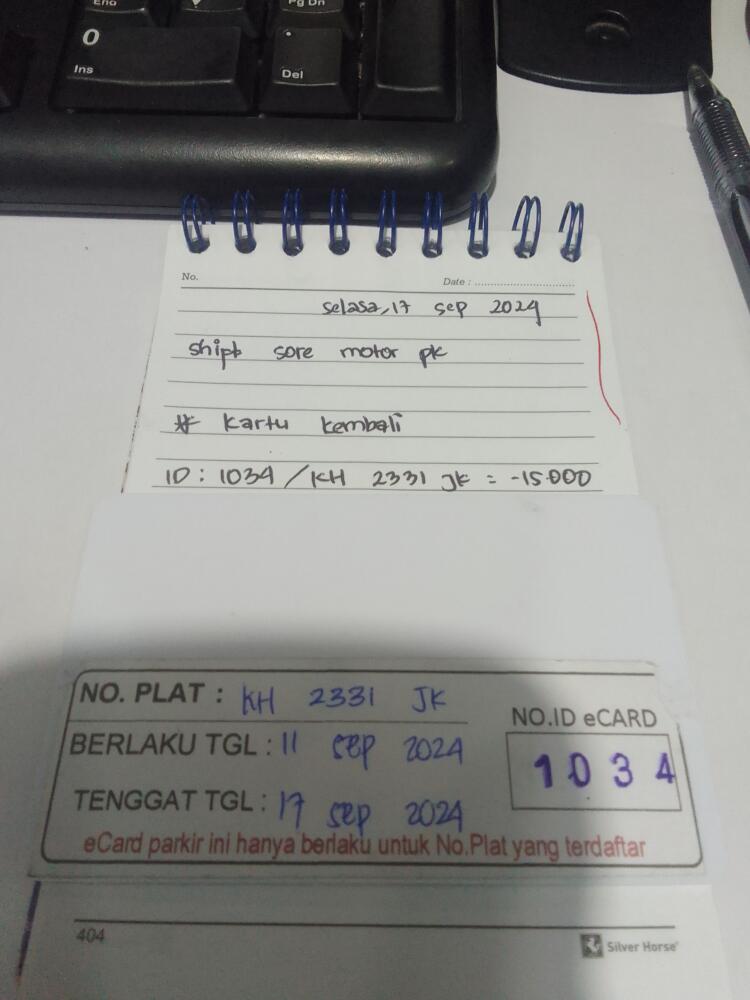 End
Pg Dn
0
Ins
.
Del
No.
Date :
selasa, 17 sep 2024
shipt sore motor pk
* kartu kembali
ID : 1034 / KH 2331 JK = -15.000
NO. PLAT : KH 2331 JK
NO.ID eCARD
BERLAKU TGL : 11 sep 2024
1034
TENGGAT TGL : 17 sep 2024
eCard parkir ini hanya berlaku untuk No.Plat yang terdaftar
404
Silver Horse